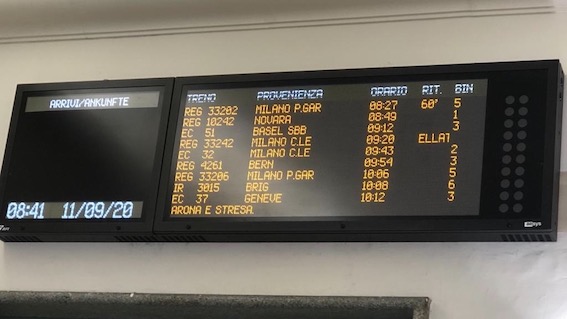 ARRIVI/ANKUNFTE
08:41 11/09/20
TRENO PROVENIENZA ORARIO RIT. BIN
REG 33202 MILANO P.GAR 08:27 60' 5
REG 10242 NOVARA 08:49 1
EC 51 BASEL SBB 09:12 3
REG 33242 MILANO C.LE 09:20 ELLAT
EC 32 MILANO C.LE 09:43 2
REG 4261 BERN 09:54 3
REG 33206 MILANO P.GAR 10:06 5
IR 3015 BRIG 10:08 6
EC 37 GENEVE 10:12 3
ARONA E STRESA.